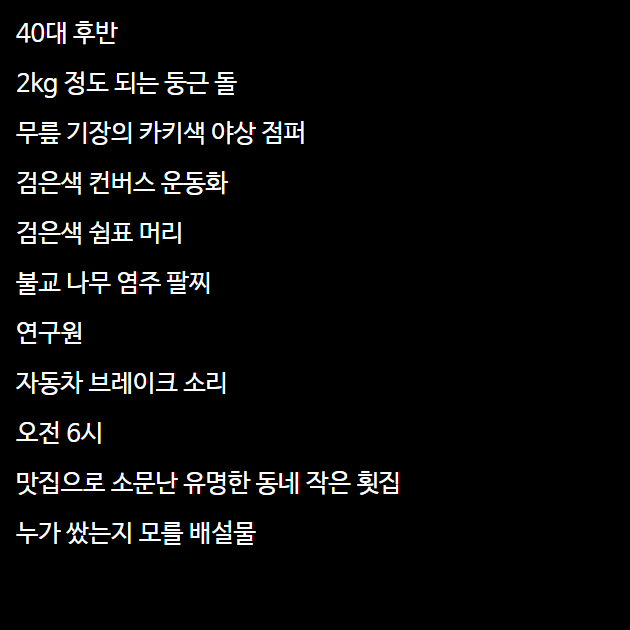 40대 후반
2kg 정도 되는 둥근 돌
무릎 기장의 카키색 야상 점퍼
검은색 컨버스 운동화
검은색 쉼표 머리
불교 나무 염주 팔찌
연구원
자동차 브레이크 소리
오전 6시
맛집으로 소문난 유명한 동네 작은 횟집
누가 쌌는지 모를 배설물